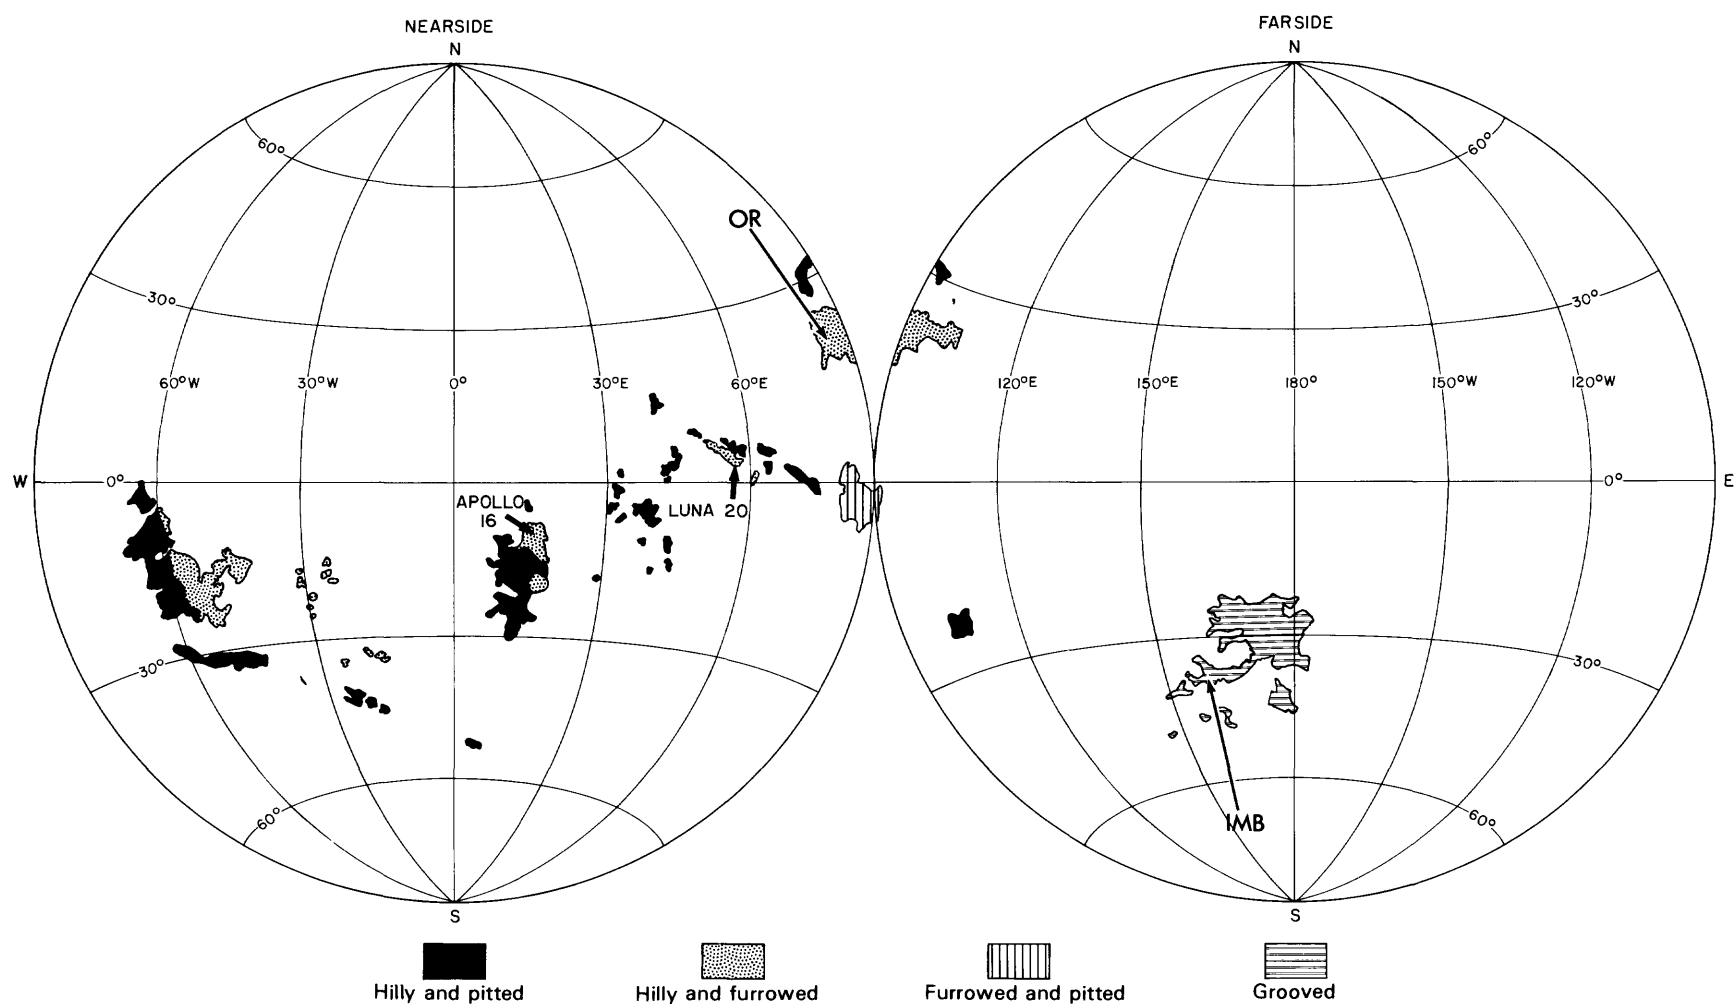 NEARSIDE
N
FARSIDE
N
60°
60°
OR
30°
30°
60°W 30°W 0° 30°E 60°E
120°E 150°E 180° 150°W 120°W
W 0°
0° E
APOLLO
16
LUNA 20
30°
30°
60°
60°
IMB
S
S
Hilly and pitted
Hilly and furrowed
Furrowed and pitted
Grooved